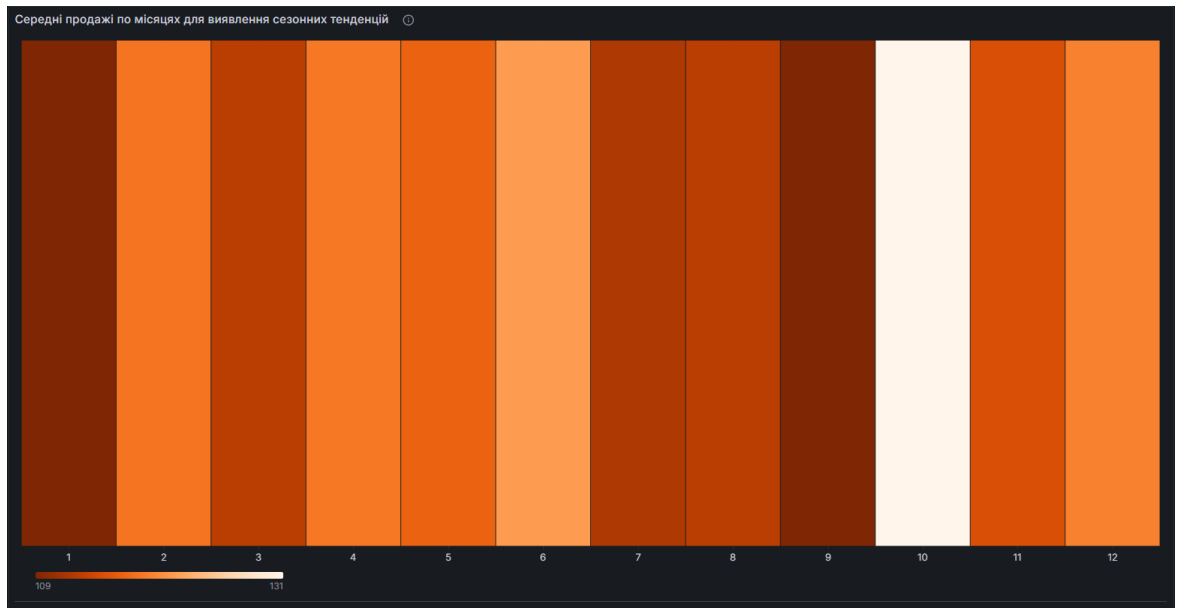 Середні продажі по місяцях для виявлення сезонних тенденцій
1 2 3 4 5 6 7 8 9 10 11 12
109 131